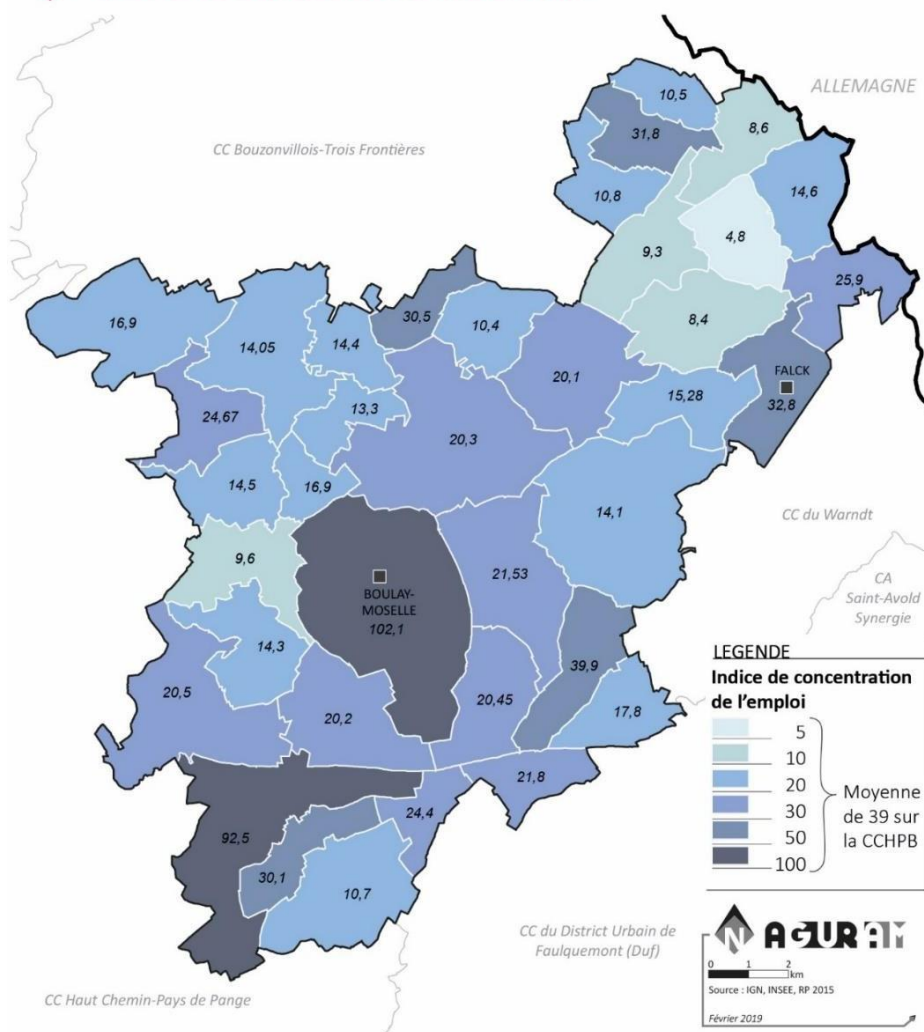 ALLEMAGNE
10,5
8,6
CC Bouzonvillois-Trois Frontières
31,8
10,8
14,6
4,8
9,3
25,9
16,9
30,5
10,4
8,4
14,05
14,4
20,1
FALCK
32,8
15,28
24,67
13,3
20,3
14,5
16,9
14,1
CC du Warndt
9,6
21,53
CA
Saint-Avold
Synergie
BOULAY-
MOSELLE
102,1
14,3
39,9
20,5
20,2
20,45
17,8
21,8
24,4
92,5
30,1
10,7
LEGENDE
Indice de concentration
de l’emploi
5
10
20
30
50
100
Moyenne
de 39 sur
la CCHPB
CC du District Urbain de
Faulquemont (Duf)
CC Haut Chemin-Pays de Pange
N AGURAM
0 1 2
km
Source : IGN, INSEE, RP 2015
Février 2019